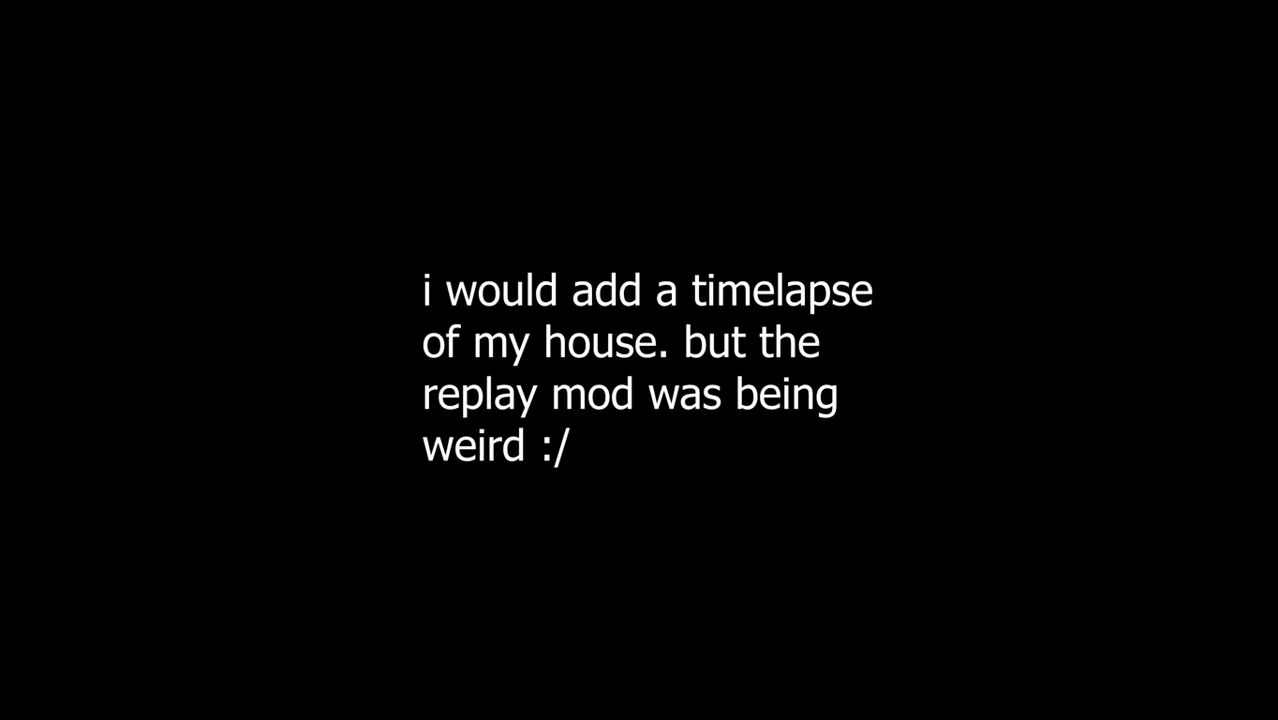 i would add a timelapse
of my house. but the
replay mod was being
weird :/